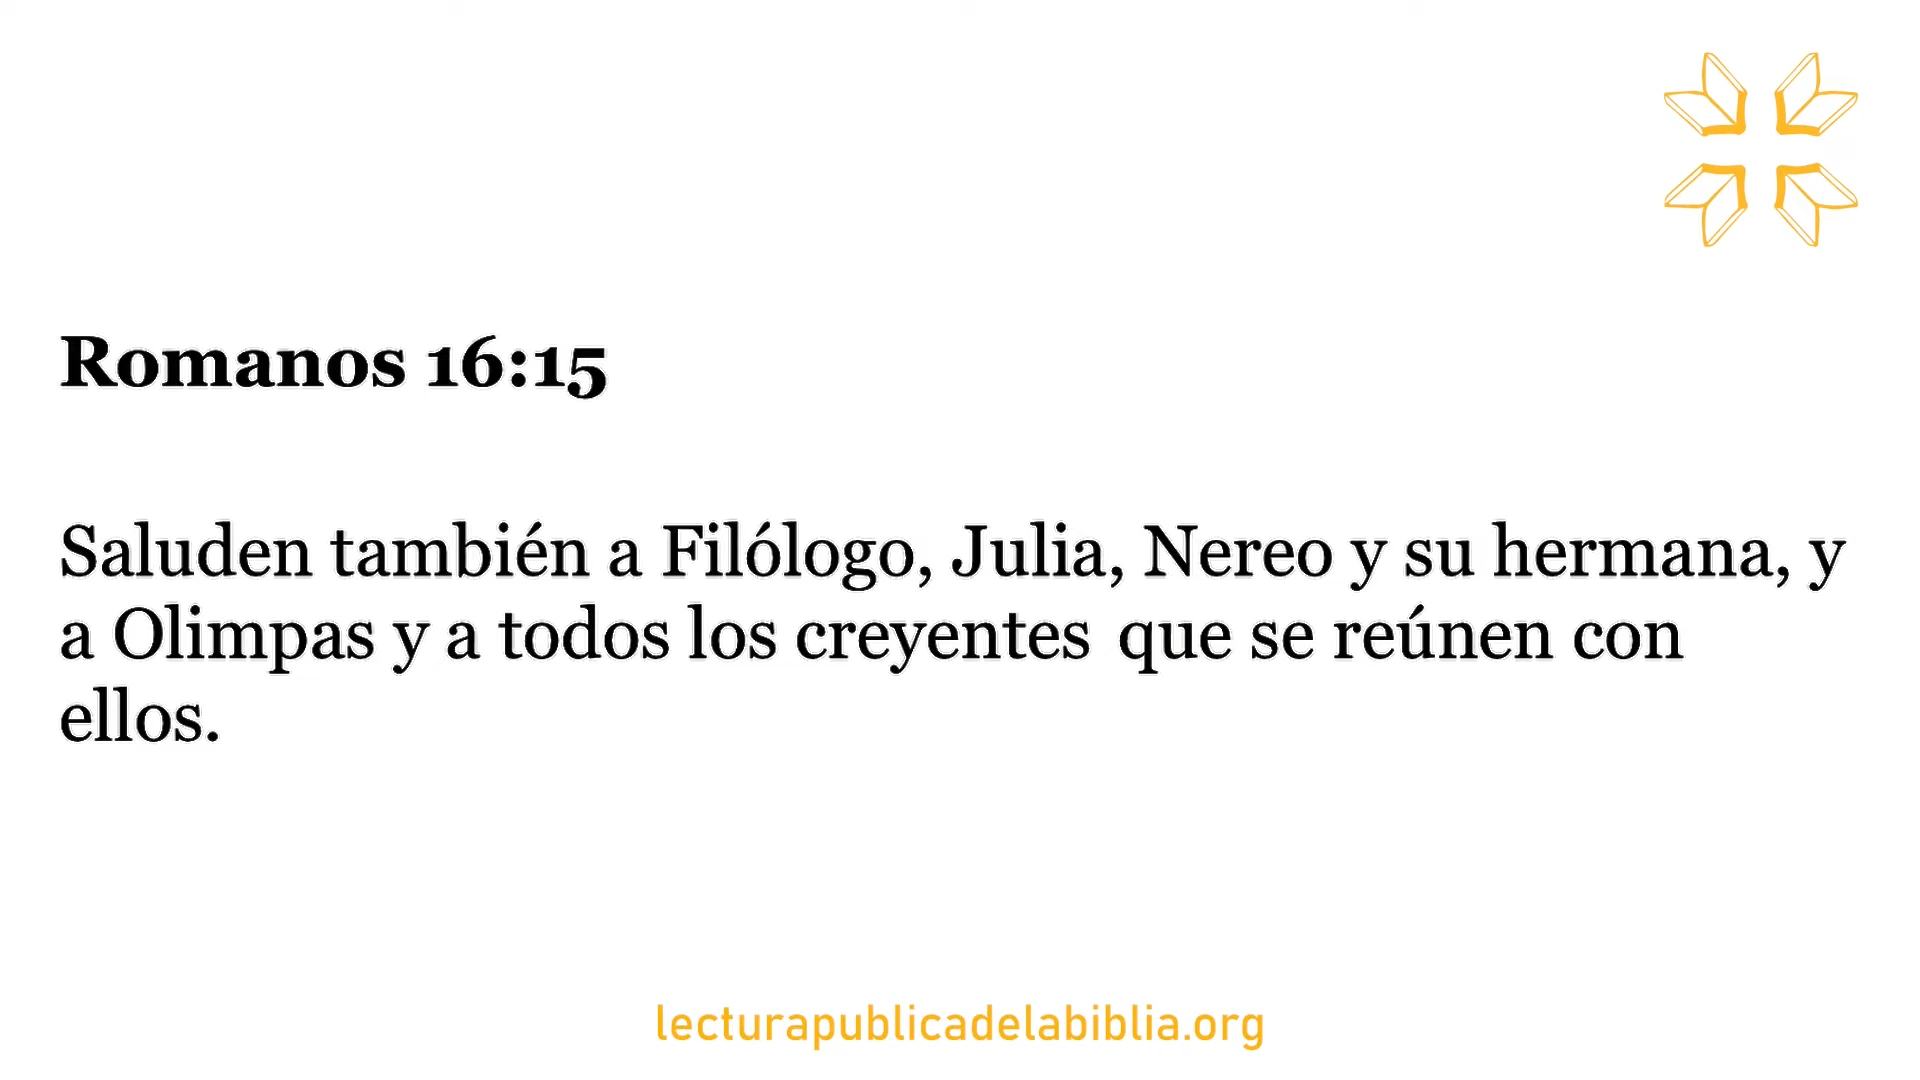 Romanos 16:15
Saluden también a Filólogo, Julia, Nereo y su hermana, y
a Olimpas y a todos los creyentes que se reúnen con
ellos.
lecturapublicadelabiblia.org